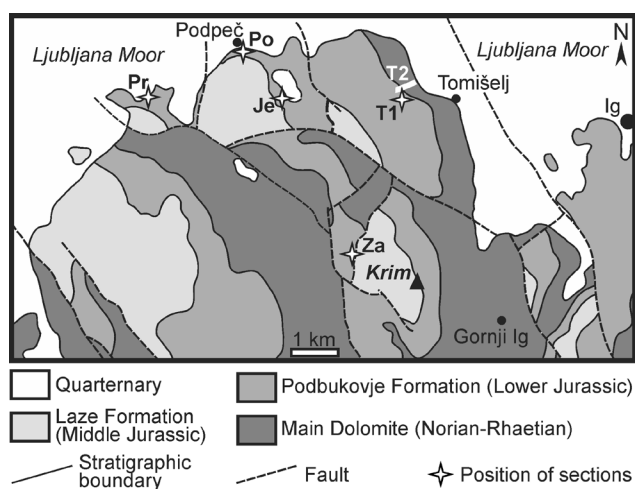 Podpeč
Po
N
Ljubljana Moor
Ljubljana Moor
Pr
T2
Tomišelj
Je
T1
Ig
Za
Krim
1 km
Gornji Ig
Quarternary
Podbukovje Formation (Lower Jurassic)
Laze Formation
(Middle Jurassic)
Main Dolomite (Norian-Rhaetian)
Stratigraphic
boundary
Fault
Position of sections